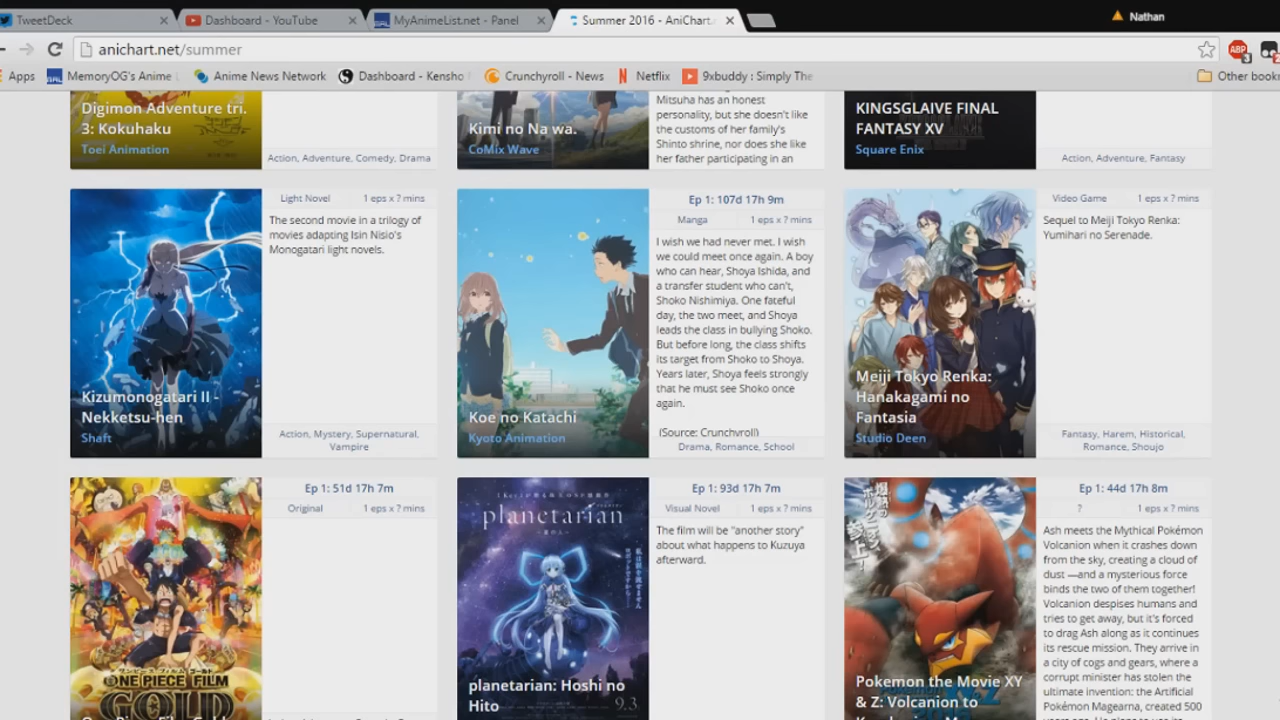 TweetDeck
Dashboard - YouTube
MyAnimeList.net - Panel
Summer 2016 - AniChart.
Nathan
anichart.net/summer
ABP
3
Apps
MemoryOG's Anime
Anime News Network
Dashboard - Kensho
Crunchyroll - News
Netflix
9xbuddy : Simply The
Other book
Digimon Adventure tri.
3: Kokuhaku
Toei Animation
Action, Adventure, Comedy, Drama
Kimi no Na wa.
CoMix Wave
Mitsuha has an honest
personality, but she doesn't like
the customs of her family's
Shinto shrine, nor does she like
her father participating in an
KINGSGLAIVE FINAL
FANTASY XV
Square Enix
Action, Adventure, Fantasy
Kizumonogatari II -
Nekketsu-hen
Shaft
Light Novel
1 eps x ? mins
The second movie in a trilogy of
movies adapting Isin Nisio's
Monogatari light novels.
Action, Mystery, Supernatural,
Vampire
Koe no Katachi
Kyoto Animation
Ep 1: 107d 17h 9m
Manga
1 eps x ? mins
I wish we had never met. I wish
we could meet once again. A boy
who can hear, Shoya Ishida, and
a transfer student who can't,
Shoko Nishimiya. One fateful
day, the two meet, and Shoya
leads the class in bullying Shoko.
But before long, the class shifts
its target from Shoko to Shoya.
Years later, Shoya feels strongly
that he must see Shoko once
again.
(Source: Crunchyroll)
Drama, Romance, School
Meiji Tokyo Renka:
Hanakagami no
Fantasia
Studio Deen
Video Game
1 eps x ? mins
Sequel to Meiji Tokyo Renka:
Yumihari no Serenade.
Fantasy, Harem, Historical,
Romance, Shoujo
ONE PIECE FILM
GOLD
Ep 1: 51d 17h 7m
Original
1 eps x ? mins
planetarian
planetarian: Hoshi no
Hito
9.3
Ep 1: 93d 17h 7m
Visual Novel
1 eps x ? mins
The film will be "another story"
about what happens to Kuzuya
afterward.
Pokemon the Movie XY
& Z: Volcanion to
Ep 1: 44d 17h 8m
?
1 eps x ? mins
Ash meets the Mythical Pokémon
Volcanion when it crashes down
from the sky, creating a cloud of
dust —and a mysterious force
binds the two of them together!
Volcanion despises humans and
tries to get away, but it's forced
to drag Ash along as it continues
its rescue mission. They arrive in
a city of cogs and gears, where a
corrupt minister has stolen the
ultimate invention: the Artificial
Pokémon Magearna, created 500